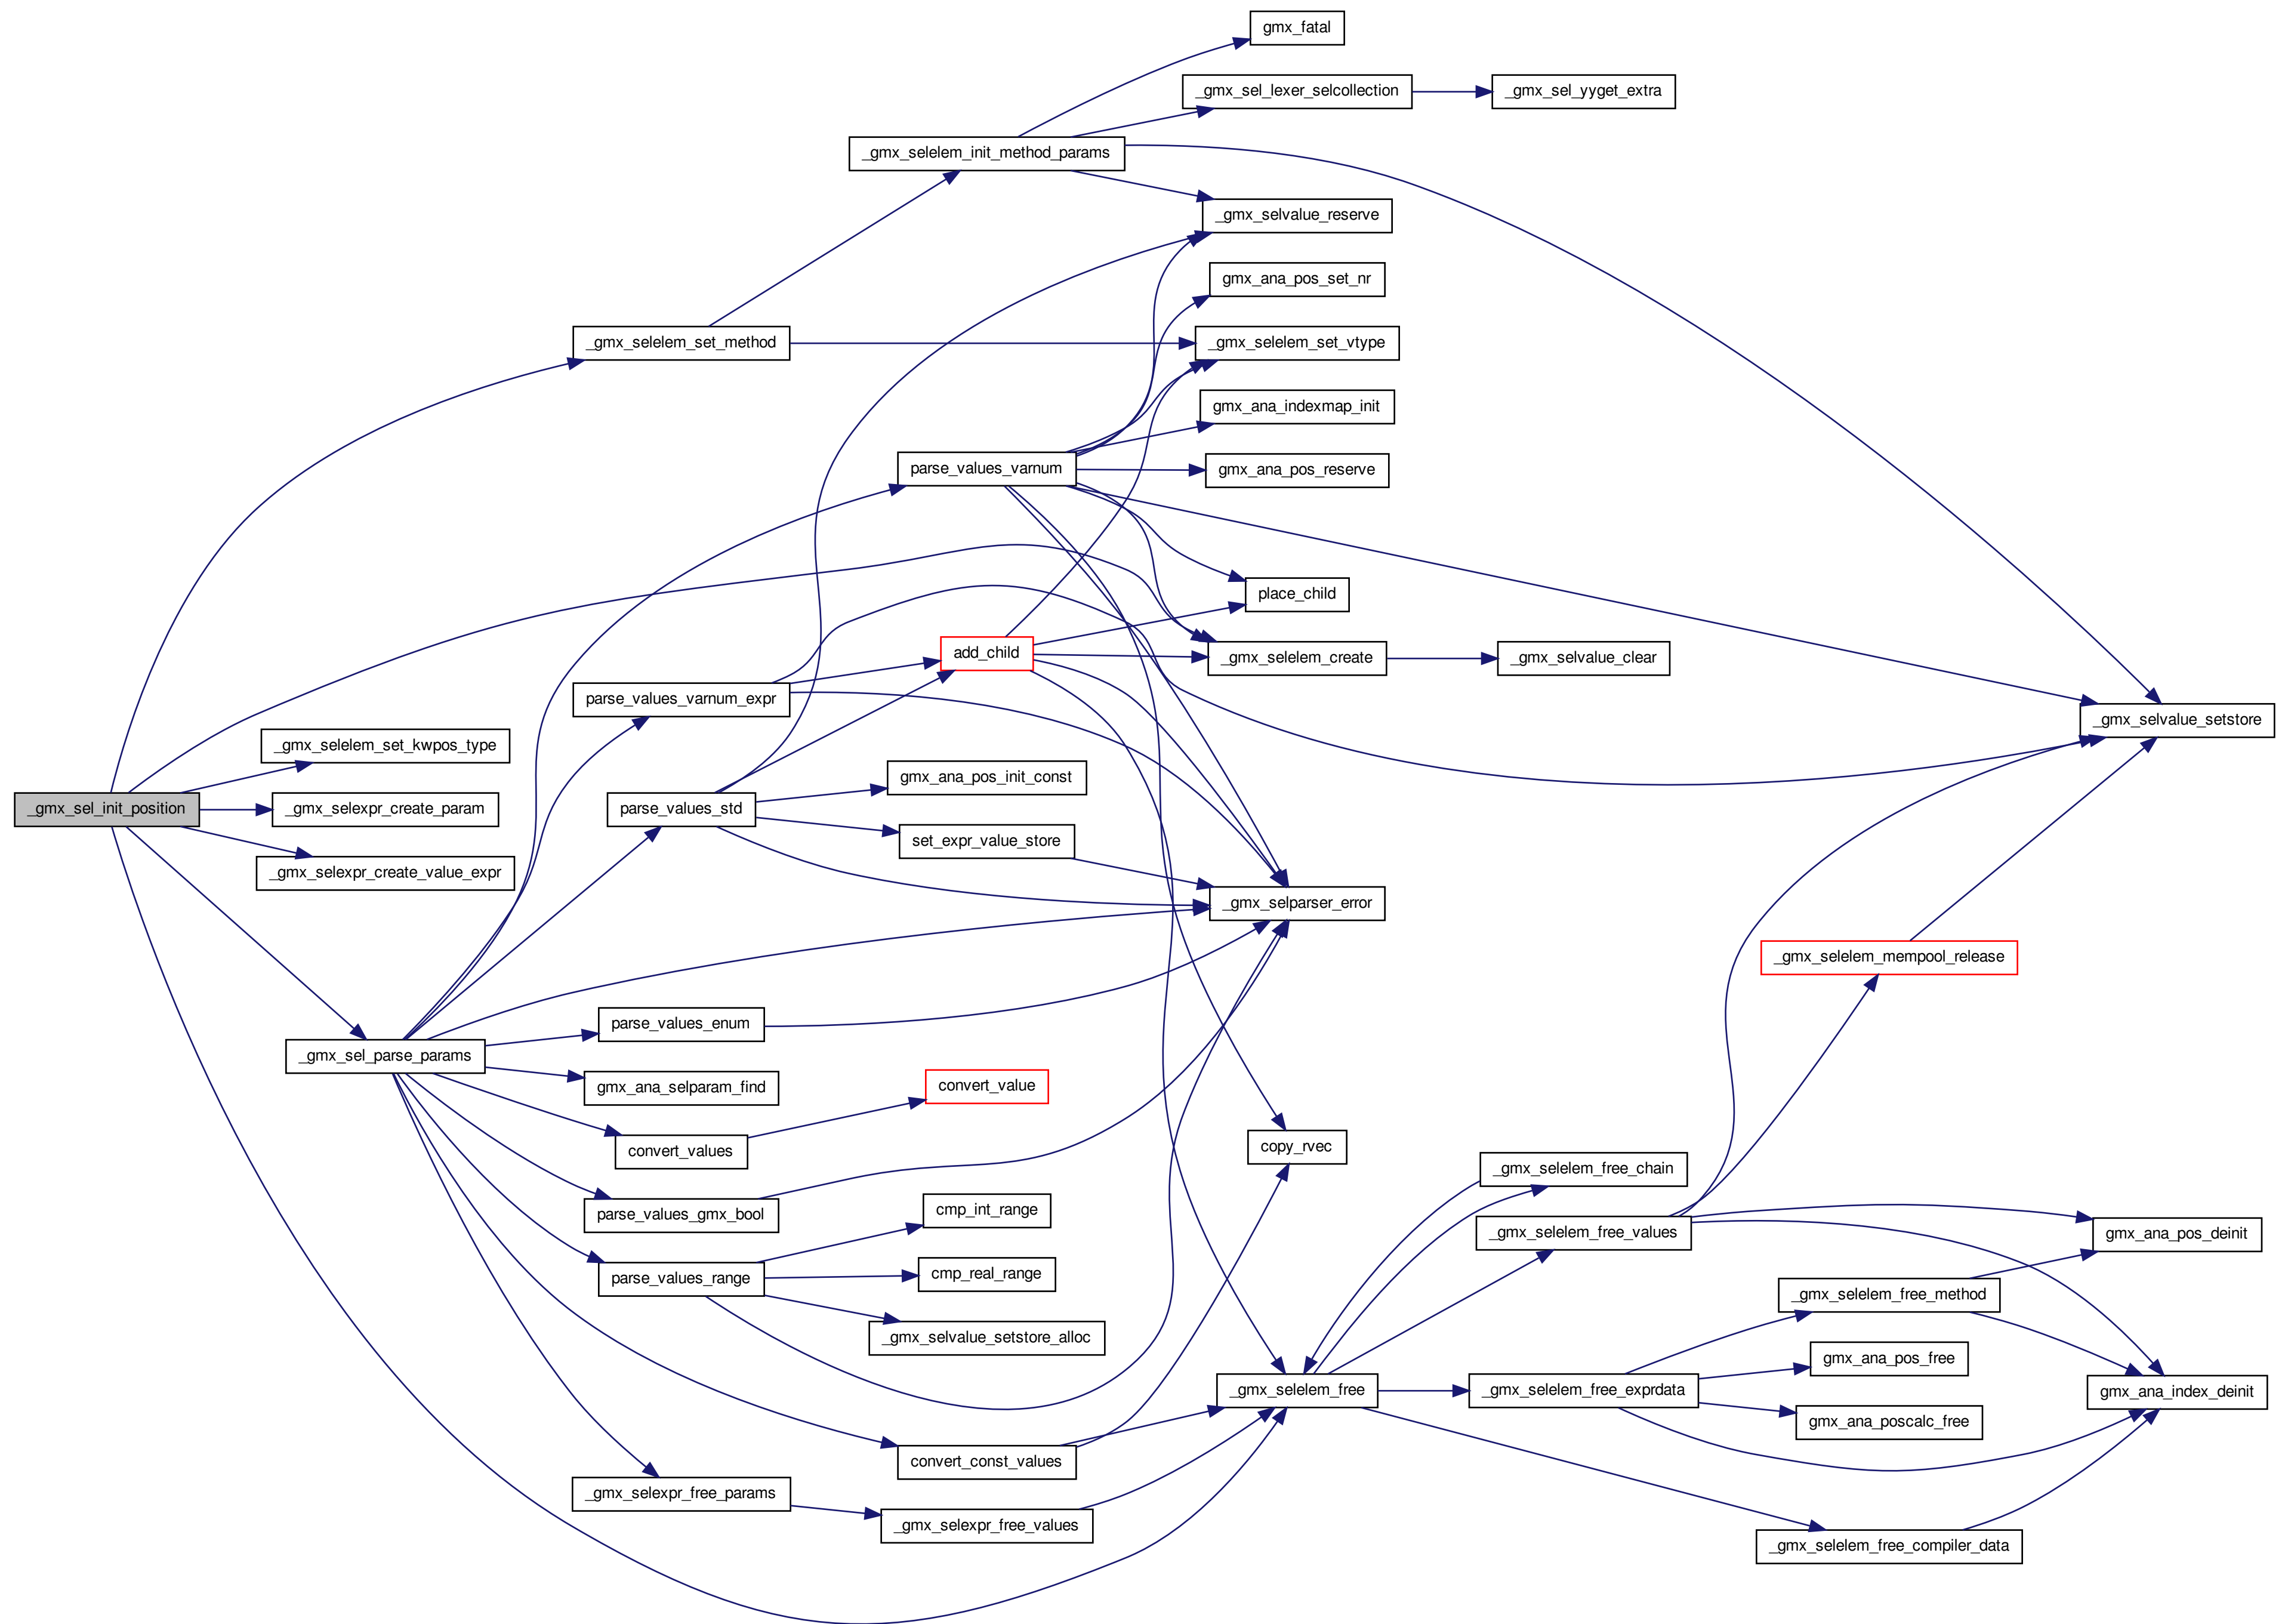 gmx_fatal
_gmx_sel_lexer_selcollection
_gmx_sel_yyget_extra
_gmx_selelem_init_method_params
_gmx_selvalue_reserve
gmx_ana_pos_set_nr
_gmx_selelem_set_method
_gmx_selelem_set_vtype
gmx_ana_indexmap_init
parse_values_varnum
gmx_ana_pos_reserve
place_child
add_child
_gmx_selelem_create
_gmx_selvalue_clear
parse_values_varnum_expr
_gmx_selvalue_setstore
_gmx_selelem_set_kwpos_type
gmx_ana_pos_init_const
_gmx_sel_init_position
_gmx_selexpr_create_param
parse_values_std
set_expr_value_store
_gmx_selexpr_create_value_expr
_gmx_selparser_error
_gmx_selelem_mempool_release
parse_values_enum
_gmx_sel_parse_params
gmx_ana_selparam_find
convert_value
convert_values
copy_rvec
_gmx_selelem_free_chain
parse_values_gmx_bool
cmp_int_range
_gmx_selelem_free_values
gmx_ana_pos_deinit
parse_values_range
cmp_real_range
_gmx_selelem_free_method
_gmx_selvalue_setstore_alloc
gmx_ana_pos_free
_gmx_selelem_free
_gmx_selelem_free_exprdata
gmx_ana_index_deinit
gmx_ana_poscalc_free
convert_const_values
_gmx_selexpr_free_params
_gmx_selexpr_free_values
_gmx_selelem_free_compiler_data